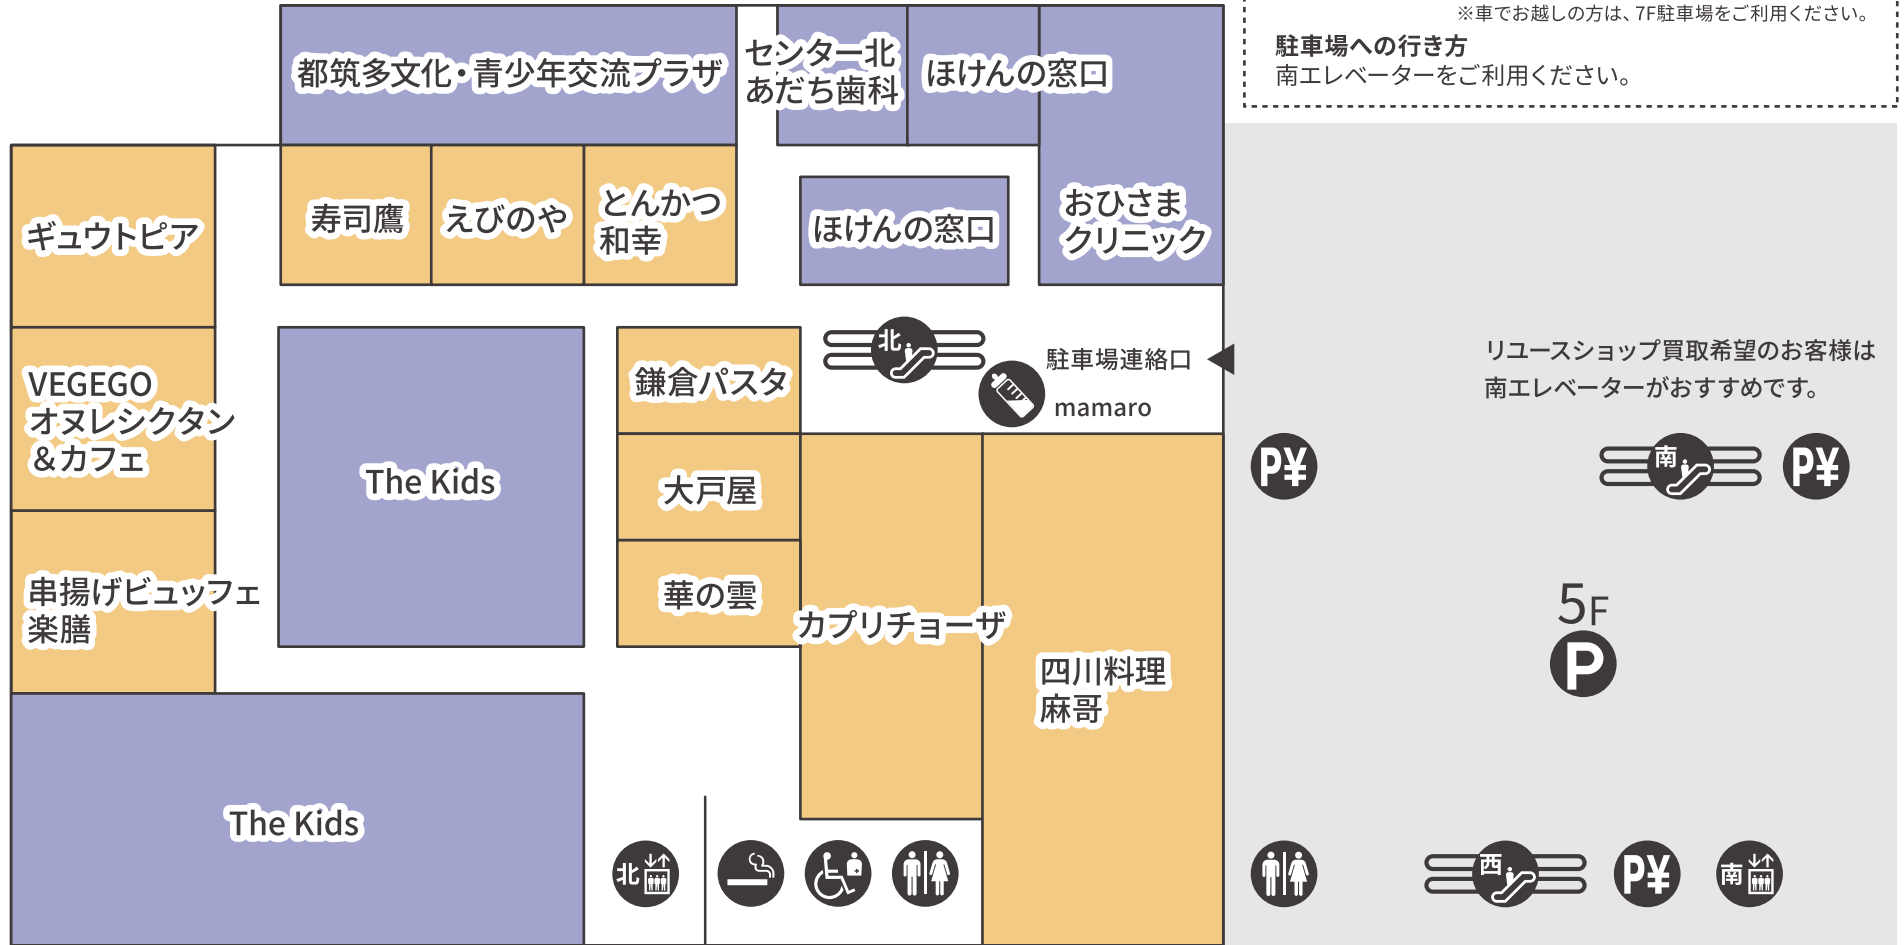 ※車でお越しの方は、7F駐車場をご利用ください。
駐車場への行き方
南エレベーターをご利用ください。
都筑多文化・青少年交流プラザ
センター北
あだち歯科
ほけんの窓口
ギュウトピア
寿司鷹
えびのや
とんかつ
和幸
ほけんの窓口
おひさま
クリニック
VEGEGO
オヌレシクタン
&カフェ
The Kids
鎌倉パスタ
北
駐車場連絡口
mamaro
リユースショップ買取希望のお客様は
南エレベーターがおすすめです。
大戸屋
P¥
南
P¥
串揚げビュッフェ
楽膳
華の雲
カプリチョーザ
四川料理
麻哥
5F
P
The Kids
北
西
P¥
南